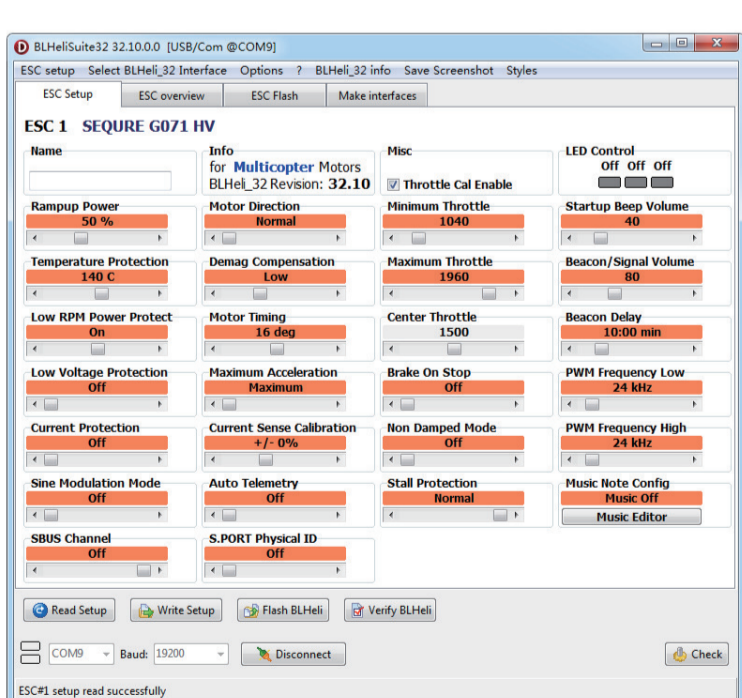 BLHeliSuite32 32.10.0.0 [USB/Com @COM9]
ESC setup Select BLHeli_32 Interface Options ? BLHeli_32 info Save Screenshot Styles
ESC Setup ESC overview ESC Flash Make interfaces
ESC 1 SEQURE G071 HV
Name Info Misc LED Control
for Multicopter Motors Off Off Off
BLHeli_32 Revision: 32.10 Throttle Cal Enable
Rampup Power Motor Direction Minimum Throttle Startup Beep Volume
50 % Normal 1040 40
Temperature Protection Demag Compensation Maximum Throttle Beacon/Signal Volume
140 C Low 1960 80
Low RPM Power Protect Motor Timing Center Throttle Beacon Delay
On 16 deg 1500 10:00 min
Low Voltage Protection Maximum Acceleration Brake On Stop PWM Frequency Low
Off Maximum Off 24 kHz
Current Protection Current Sense Calibration Non Damped Mode PWM Frequency High
Off +/- 0% Off 24 kHz
Sine Modulation Mode Auto Telemetry Stall Protection Music Note Config
Off Off Normal Music Off
Music Editor
SBUS Channel S.PORT Physical ID
Off Off
Read Setup Write Setup Flash BLHeli Verify BLHeli
COM9 Baud: 19200 Disconnect Check
ESC#1 setup read successfully